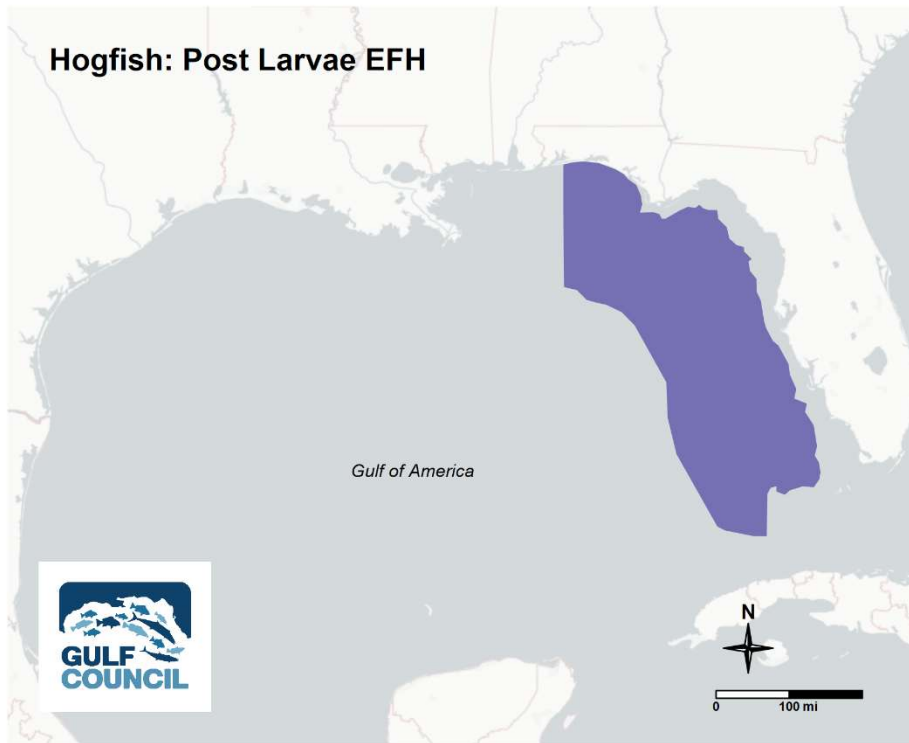 Hogfish: Post Larvae EFH
Gulf of America
GULF
COUNCIL
N
0 100 mi